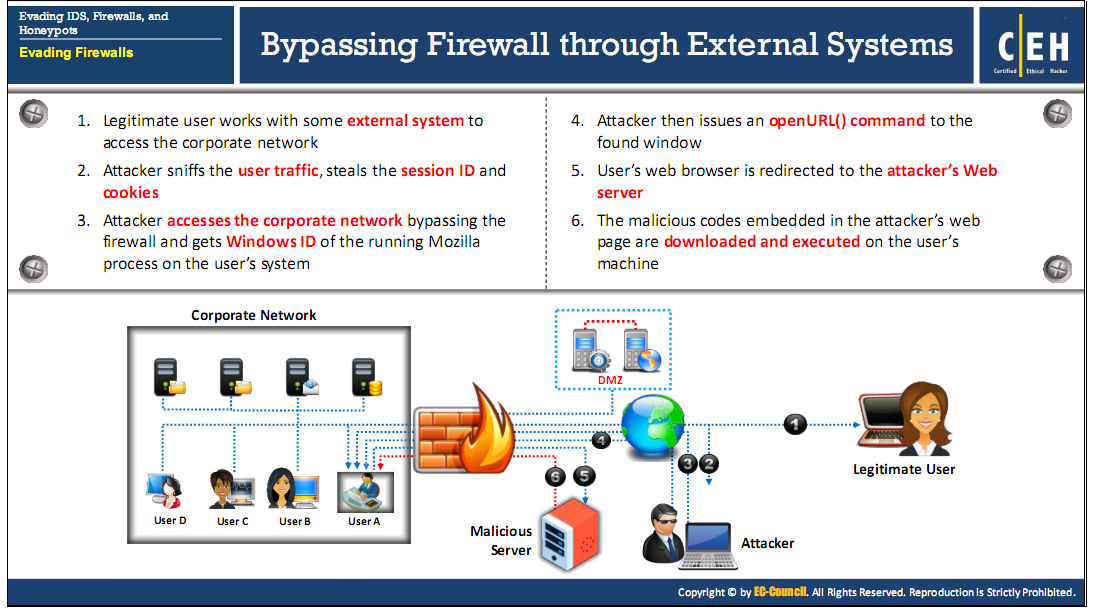 Evading IDS, Firewalls, and
Honeypots
Evading Firewalls
Bypassing Firewall through External Systems
C|EH
Certified Ethical Hacker
1. Legitimate user works with some external system to
access the corporate network
2. Attacker sniffs the user traffic, steals the session ID and
cookies
3. Attacker accesses the corporate network bypassing the
firewall and gets Windows ID of the running Mozilla
process on the user's system
4. Attacker then issues an openURL() command to the
found window
5. User's web browser is redirected to the attacker's Web
server
6. The malicious codes embedded in the attacker's web
page are downloaded and executed on the user's
machine
Corporate Network
DMZ
1
4
3 2
6 5
Legitimate User
User D User C User B User A
Malicious
Server
Attacker
Copyright © by EC-Council. All Rights Reserved. Reproduction is Strictly Prohibited.